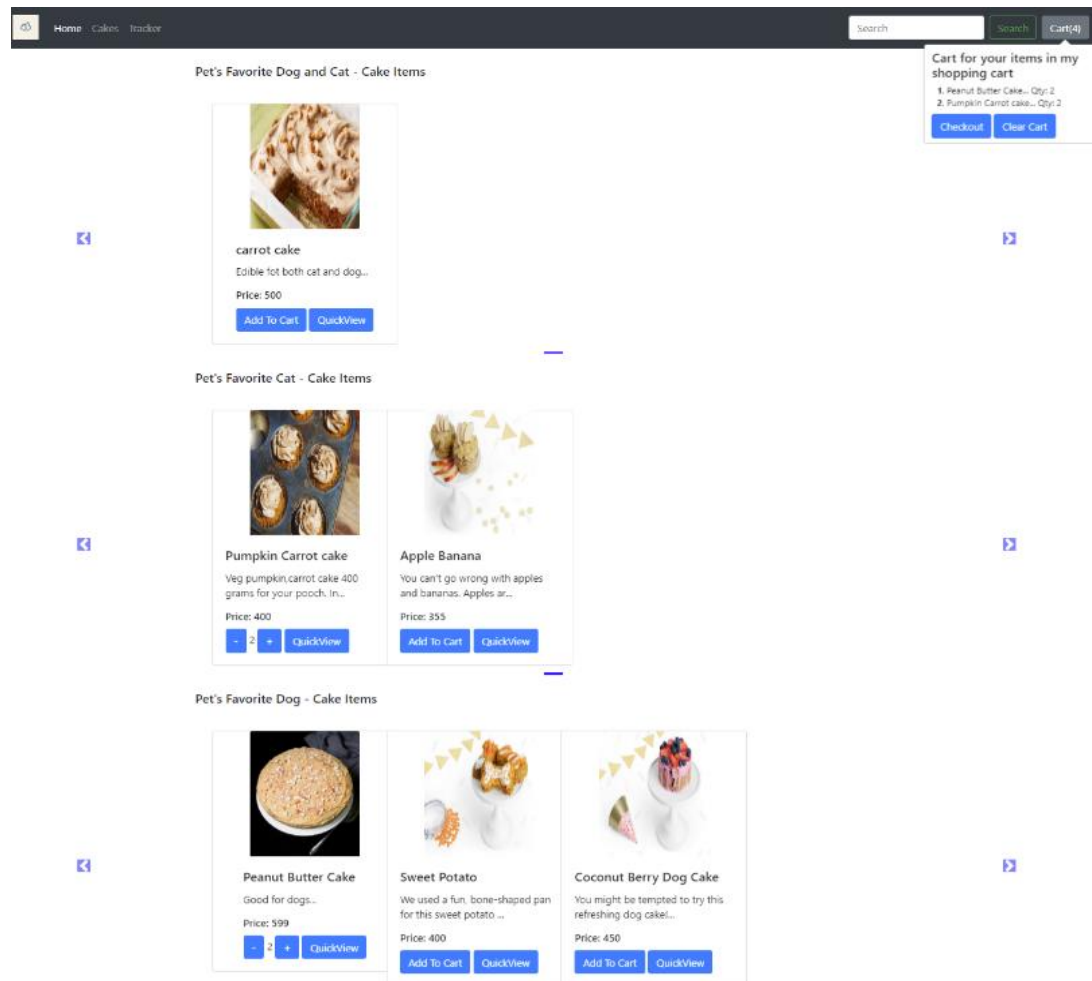 Home Cakes Tracker
Search
Search
Cart(4)
Cart for your items in my
shopping cart
1. Peanut Butter Cake... Qty: 2
2. Pumpkin Carrot cake... Qty: 2
Checkout Clear Cart
Pet's Favorite Dog and Cat - Cake Items
carrot cake
Edible fot both cat and dog...
Price: 500
Add To Cart QuickView
Pet's Favorite Cat - Cake Items
Pumpkin Carrot cake
Veg pumpkin,carrot cake 400
grams for your pooch. In...
Price: 400
- 2 + QuickView
Apple Banana
You can't go wrong with apples
and bananas. Apples ar...
Price: 355
Add To Cart QuickView
Pet's Favorite Dog - Cake Items
Peanut Butter Cake
Good for dogs...
Price: 599
- 2 + QuickView
Sweet Potato
We used a fun, bone-shaped pan
for this sweet potato ...
Price: 400
Add To Cart QuickView
Coconut Berry Dog Cake
You might be tempted to try this
refreshing dog cake!...
Price: 450
Add To Cart QuickView